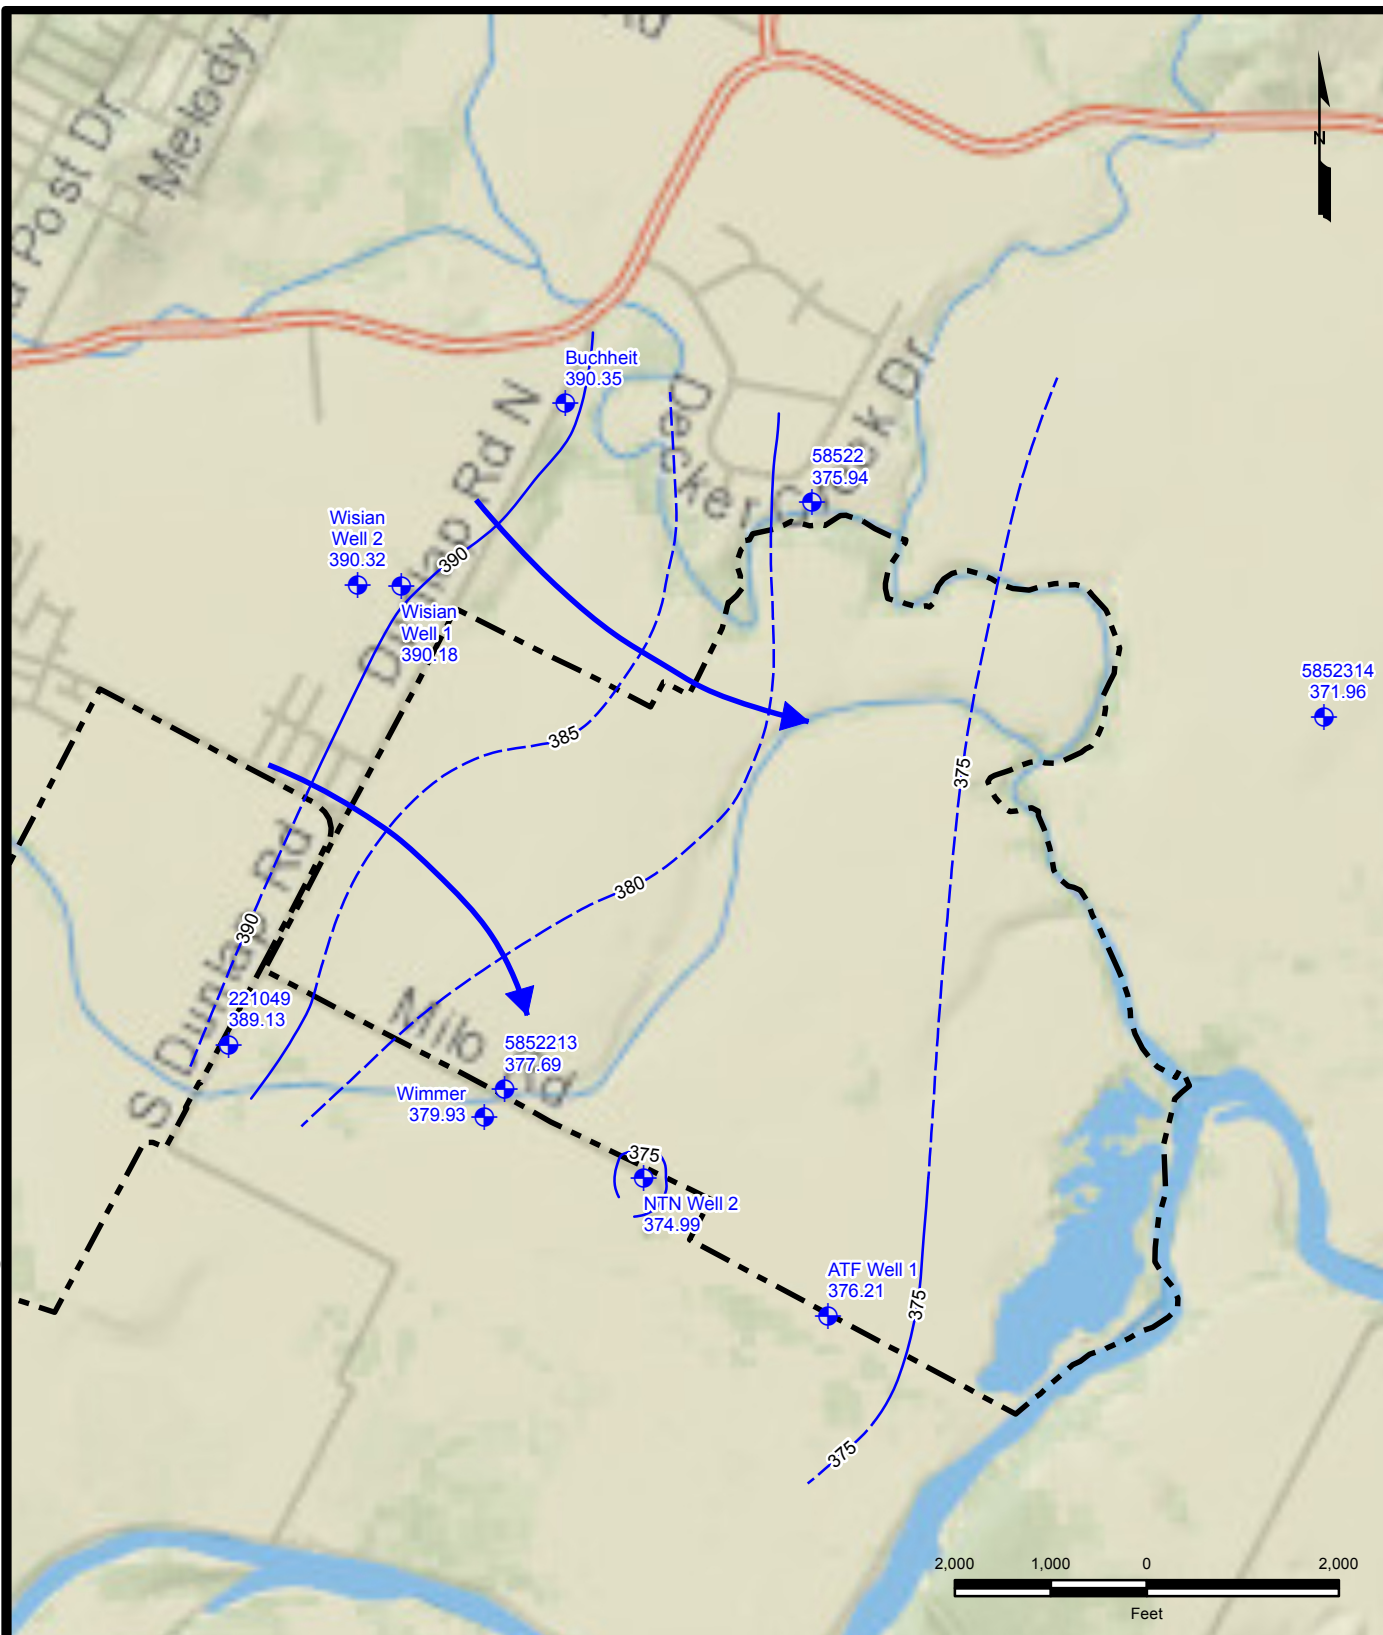 Melody
Post Dr
N
Buchheit
390.35
Dunlap Rd N
Decker Creek Dr
58522
375.94
Wisian
Well 2
390.32
390
Wisian
Well 1
390.18
5852314
371.96
385
375
380
390
S Dunlap Rd
221049
389.13
Milo Rd
5852213
377.69
Wimmer
379.93
375
NTN Well 2
374.99
ATF Well 1
376.21
375
375
2,000
1,000
0
2,000
Feet